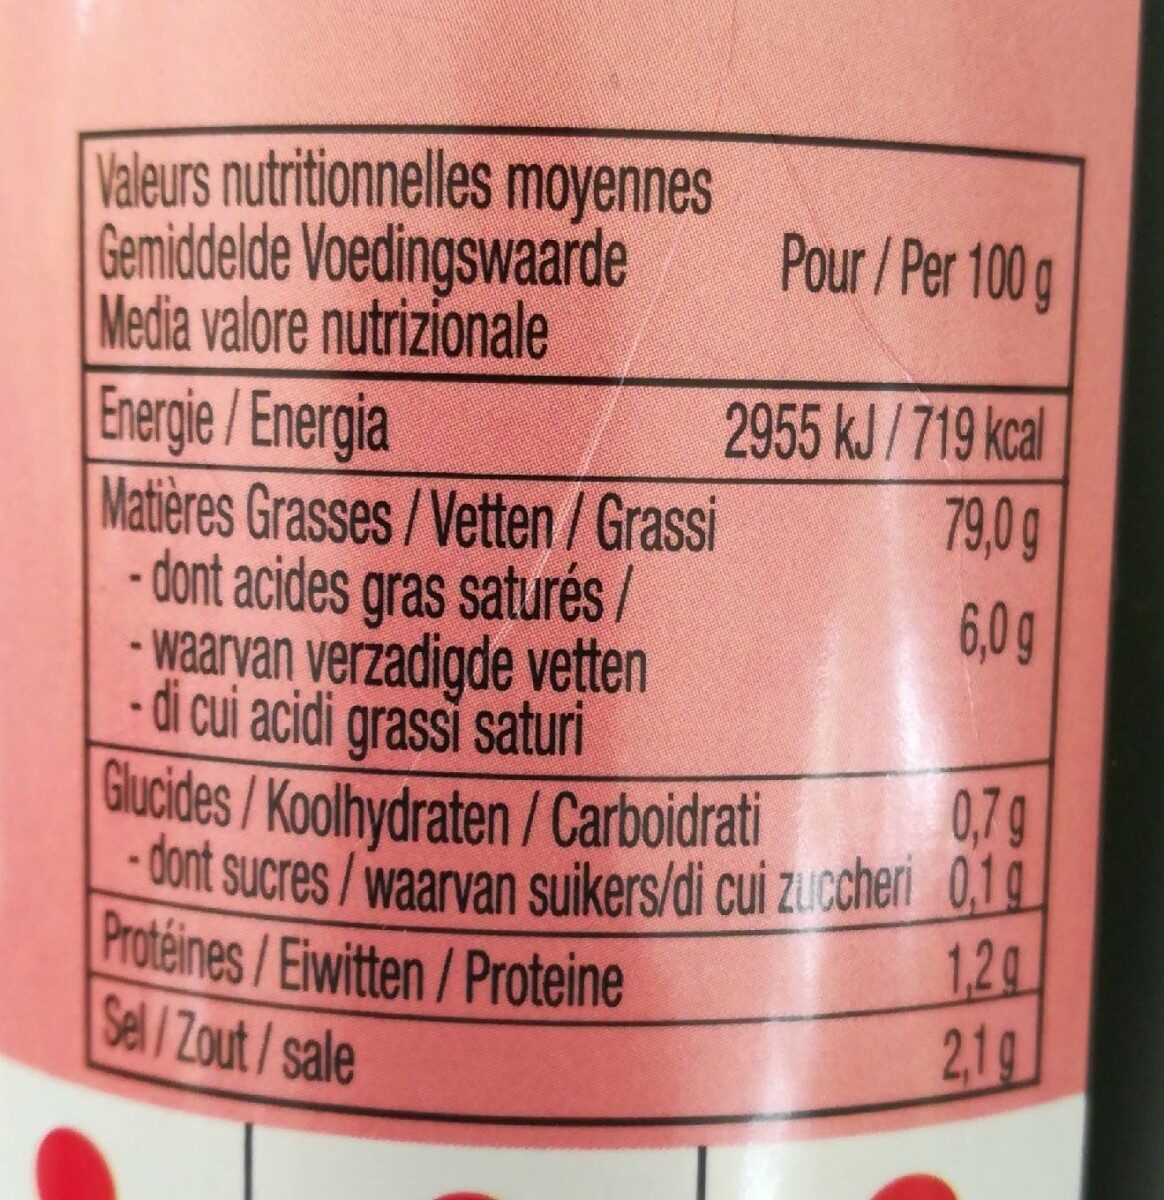 Valeurs nutritionnelles moyennes
Gemiddelde Voedingswaarde Pour / Per 100 g
Media valore nutrizionale
Energie / Energia 2955 kJ / 719 kcal
Matières Grasses / Vetten / Grassi 79,0 g
- dont acides gras saturés / 6,0 g
- waarvan verzadigde vetten
- di cui acidi grassi saturi
Glucides / Koolhydraten / Carboidrati 0,7 g
- dont sucres / waarvan suikers/di cui zuccheri 0,1 g
Protéines / Eiwitten / Proteine 1,2 g
Sel / Zout / sale 2,1 g